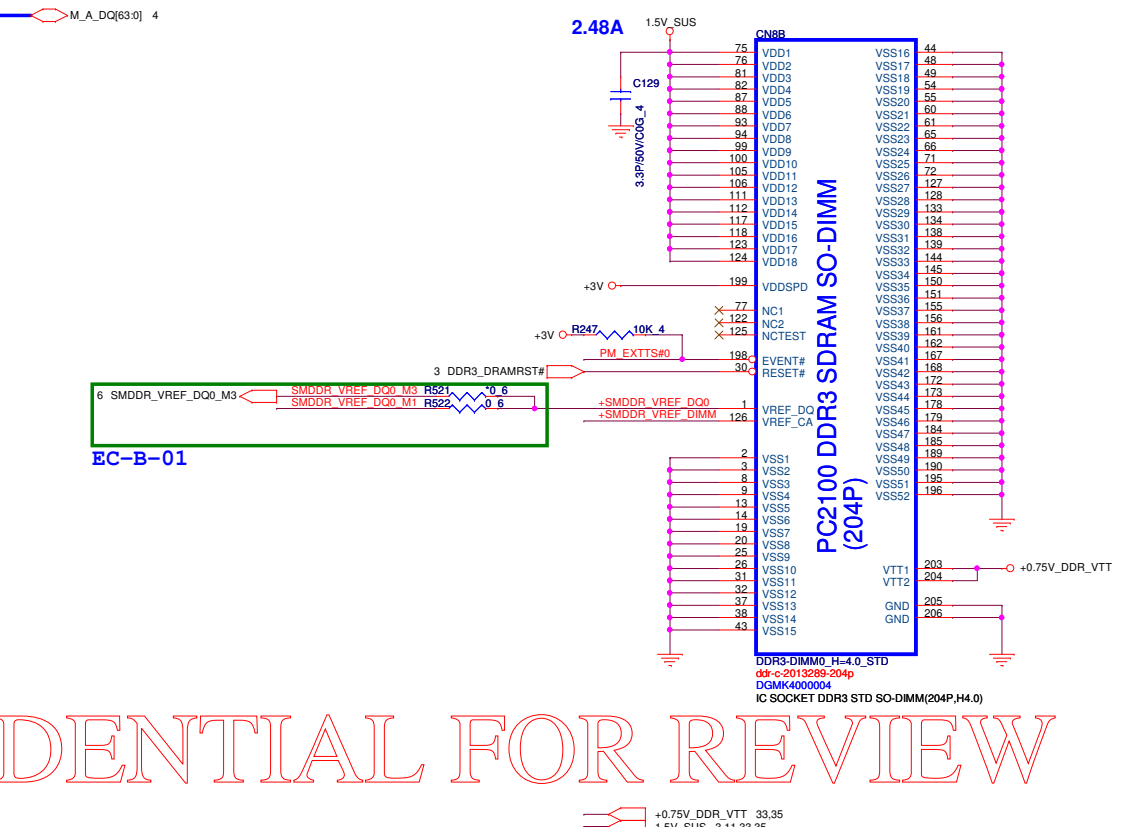 M_A_DQ[63:0] 4
2.48A
1.5V_SUS
CN8B
C129
3.3P/50V/C0G_4
75 VDD1
76 VDD2
81 VDD3
82 VDD4
87 VDD5
88 VDD6
93 VDD7
94 VDD8
99 VDD9
100 VDD10
105 VDD11
106 VDD12
111 VDD13
112 VDD14
117 VDD15
118 VDD16
123 VDD17
124 VDD18
+3V 199 VDDSPD
77 NC1
122 NC2
125 NCTEST
+3V R247 10K_4
PM_EXTTS#0 198 EVENT#
3 DDR3_DRAMRST# 30 RESET#
6 SMDDR_VREF_DQ0_M3 SMDDR_VREF_DQ0_M3 R521 *0_6
SMDDR_VREF_DQ0_M1 R522 0_6
+SMDDR_VREF_DQ0 1 VREF_DQ
+SMDDR_VREF_DIMM 126 VREF_CA
EC-B-01
2 VSS1
3 VSS2
8 VSS3
9 VSS4
13 VSS5
14 VSS6
19 VSS7
20 VSS8
25 VSS9
26 VSS10
31 VSS11
32 VSS12
37 VSS13
38 VSS14
43 VSS15
PC2100 DDR3 SDRAM SO-DIMM
(204P)
VSS16 44
VSS17 48
VSS18 49
VSS19 54
VSS20 55
VSS21 60
VSS22 61
VSS23 65
VSS24 66
VSS25 71
VSS26 72
VSS27 127
VSS28 128
VSS29 133
VSS30 134
VSS31 138
VSS32 139
VSS33 144
VSS34 145
VSS35 150
VSS36 151
VSS37 155
VSS38 156
VSS39 161
VSS40 162
VSS41 167
VSS42 168
VSS43 172
VSS44 173
VSS45 178
VSS46 179
VSS47 184
VSS48 185
VSS49 189
VSS50 190
VSS51 195
VSS52 196
VTT1 203 +0.75V_DDR_VTT
VTT2 204
GND 205
GND 206
DDR3-DIMM0_H=4.0_STD
ddr-c-2013289-204p
DGMK4000004
IC SOCKET DDR3 STD SO-DIMM(204P,H4.0)
DENTIAL FOR REVIEW
+0.75V_DDR_VTT 33,35
1.5V_SUS 3,11,33,35